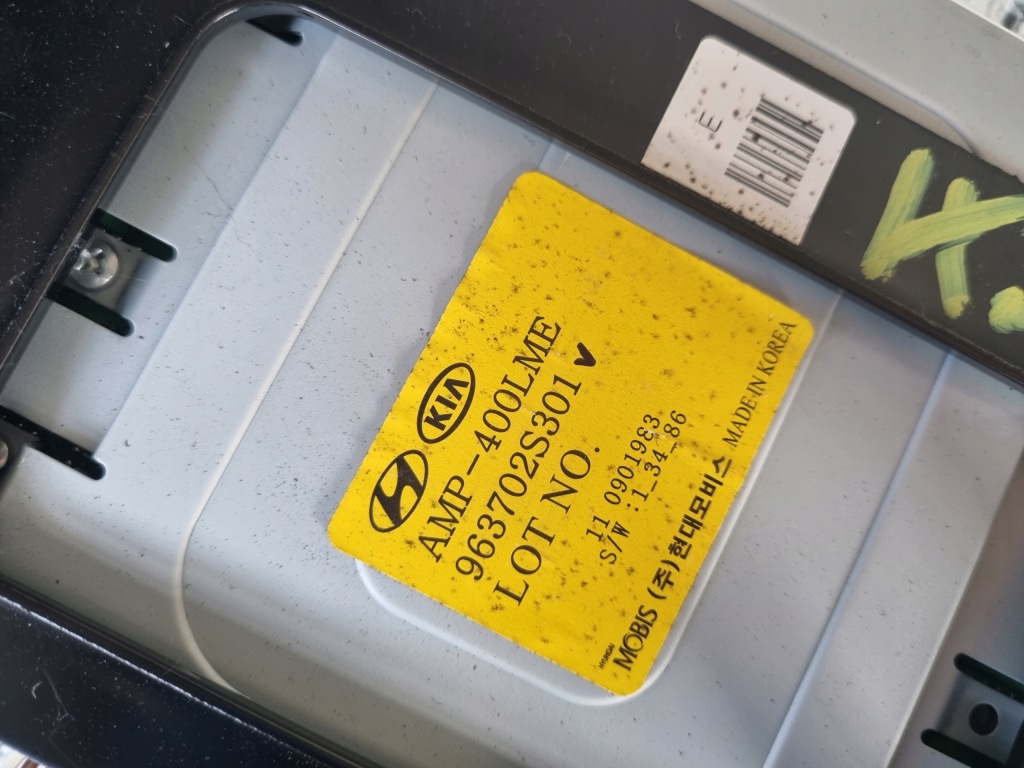 E
KIA
AMP-400LME
963702S301
LOT NO.
11 0901983
S/W :1_34_86
HYUNDAI
MOBIS (주)현대모비스 MADE IN KOREA